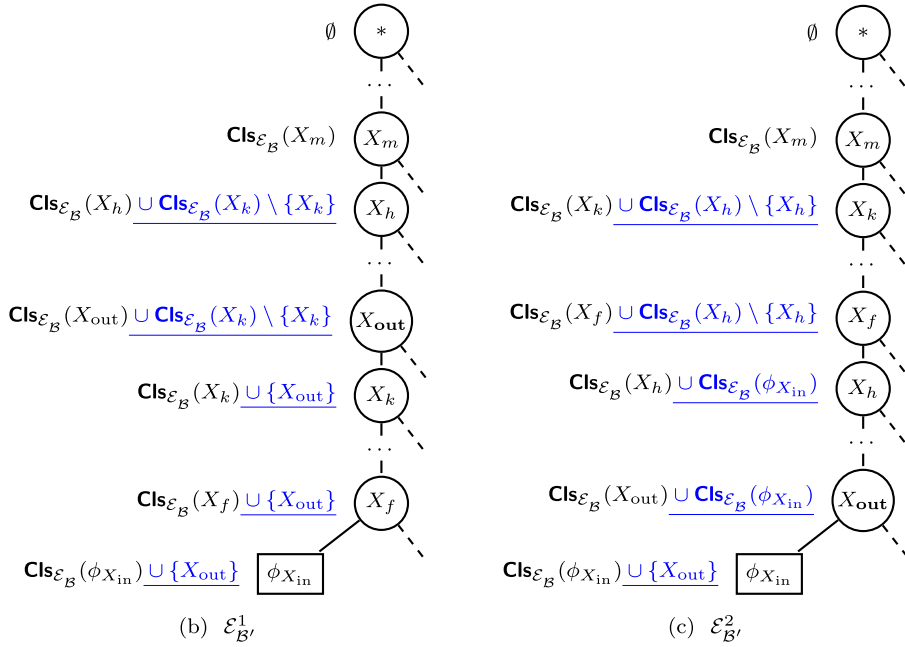 ∅ * ∅ *
... ...
Cls_{ℰ_ℬ}(X_m) X_m Cls_{ℰ_ℬ}(X_m) X_m
Cls_{ℰ_ℬ}(X_h) ∪ Cls_{ℰ_ℬ}(X_k) \ {X_k} X_h Cls_{ℰ_ℬ}(X_k) ∪ Cls_{ℰ_ℬ}(X_h) \ {X_h} X_k
... ...
Cls_{ℰ_ℬ}(X_out) ∪ Cls_{ℰ_ℬ}(X_k) \ {X_k} X_out Cls_{ℰ_ℬ}(X_f) ∪ Cls_{ℰ_ℬ}(X_h) \ {X_h} X_f
Cls_{ℰ_ℬ}(X_k) ∪ {X_out} X_k Cls_{ℰ_ℬ}(X_h) ∪ Cls_{ℰ_ℬ}(ϕ_{X_in}) X_h
... ...
Cls_{ℰ_ℬ}(X_f) ∪ {X_out} X_f Cls_{ℰ_ℬ}(X_out) ∪ Cls_{ℰ_ℬ}(ϕ_{X_in}) X_out
Cls_{ℰ_ℬ}(ϕ_{X_in}) ∪ {X_out} ϕ_{X_in} Cls_{ℰ_ℬ}(ϕ_{X_in}) ∪ {X_out} ϕ_{X_in}
(b) ℰ^1_{ℬ'} (c) ℰ^2_{ℬ'}